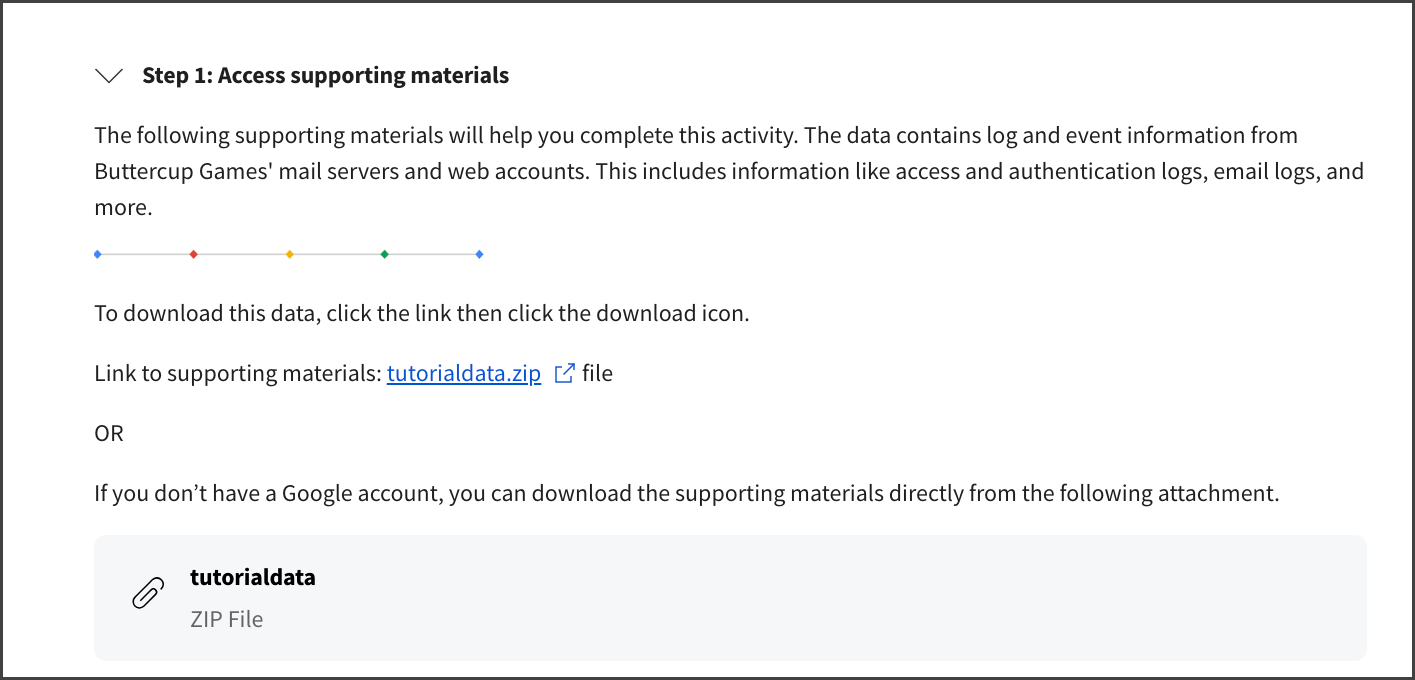 Step 1: Access supporting materials
The following supporting materials will help you complete this activity. The data contains log and event information from
Buttercup Games' mail servers and web accounts. This includes information like access and authentication logs, email logs, and
more.
To download this data, click the link then click the download icon.
Link to supporting materials: tutorialdata.zip file
OR
If you don’t have a Google account, you can download the supporting materials directly from the following attachment.
tutorialdata
ZIP File